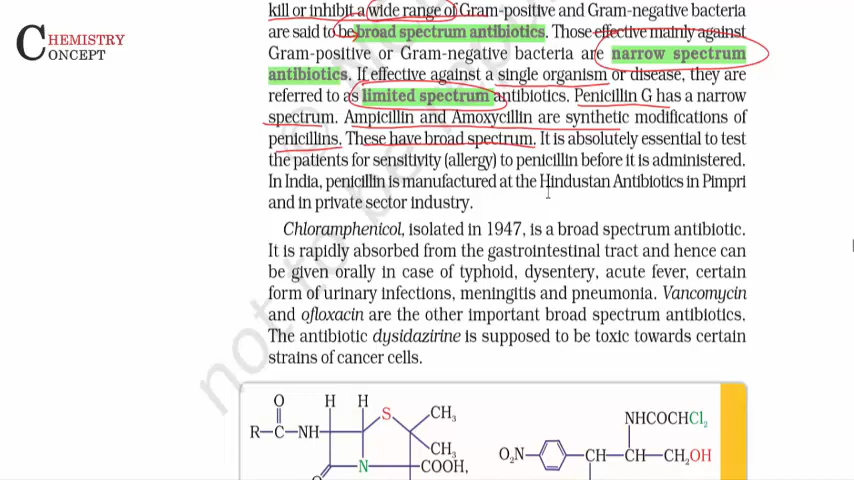 CHEMISTRY
CONCEPT
kill or inhibit a wide range of Gram-positive and Gram-negative bacteria
are said to be broad spectrum antibiotics. Those effective mainly against
Gram-positive or Gram-negative bacteria are narrow spectrum
antibiotics. If effective against a single organism or disease, they are
referred to as limited spectrum antibiotics. Penicillin G has a narrow
spectrum. Ampicillin and Amoxycillin are synthetic modifications of
penicillins. These have broad spectrum. It is absolutely essential to test
the patients for sensitivity (allergy) to penicillin before it is administered.
In India, penicillin is manufactured at the Hindustan Antibiotics in Pimpri
and in private sector industry.
Chloramphenicol, isolated in 1947, is a broad spectrum antibiotic.
It is rapidly absorbed from the gastrointestinal tract and hence can
be given orally in case of typhoid, dysentery, acute fever, certain
form of urinary infections, meningitis and pneumonia. Vancomycin
and ofloxacin are the other important broad spectrum antibiotics.
The antibiotic dysidazirine is supposed to be toxic towards certain
strains of cancer cells.
not to be
O H H
S CH₃
R—C—NH
CH₃
N COOH,
O
NHCOCHCl₂
O₂N CH—CH—CH₂OH